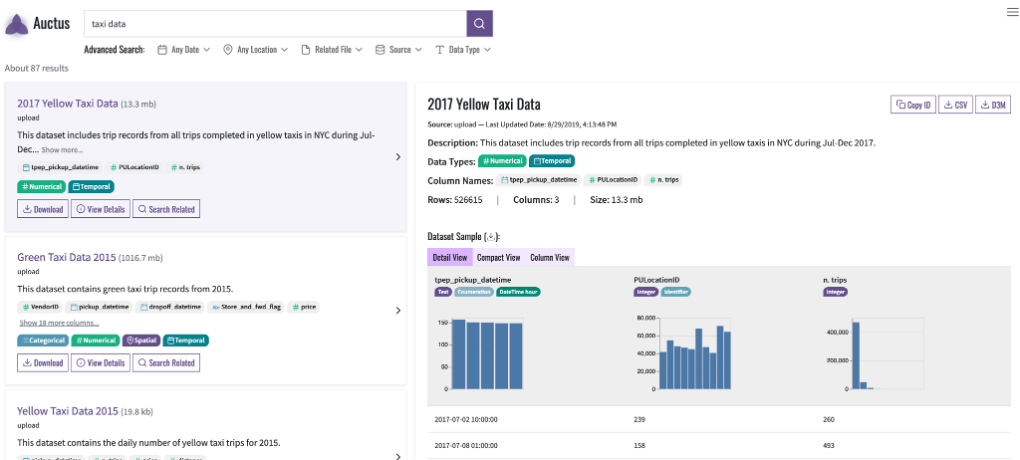 Auctus
taxi data
Advanced Search: Any Date Any Location Related File Source Data Type
About 87 results
2017 Yellow Taxi Data (13.3 mb)
upload
This dataset includes trip records from all trips completed in yellow taxis in NYC during Jul-
Dec... Show more...
tpep_pickup_datetime PULocationID n. trips
Numerical Temporal
Download View Details Search Related
Green Taxi Data 2015 (1016.7 mb)
upload
This dataset contains green taxi trip records from 2015.
VendorID pickup_datetime dropoff_datetime Store_and_fwd_flag price
Show 18 more columns...
Categorical Numerical Spatial Temporal
Download View Details Search Related
Yellow Taxi Data 2015 (19.8 kb)
upload
This dataset contains the daily number of yellow taxi trips for 2015.
pickup_datetime n. trips price distance
2017 Yellow Taxi Data
Copy ID CSV D3M
Source: upload — Last Updated Date: 8/29/2019, 4:13:48 PM
Description: This dataset includes trip records from all trips completed in yellow taxis in NYC during Jul-Dec 2017.
Data Types: Numerical Temporal
Column Names: tpep_pickup_datetime PULocationID n. trips
Rows: 526615 | Columns: 3 | Size: 13.3 mb
Dataset Sample ( ):
Detail View Compact View Column View
tpep_pickup_datetime PULocationID n. trips
Text Enumeration DateTime hour Integer Identifier Integer
150
100
50
0
80,000
60,000
40,000
20,000
0
400,000
200,000
0
2017-07-02 10:00:00 239 260
2017-07-08 01:00:00 158 493